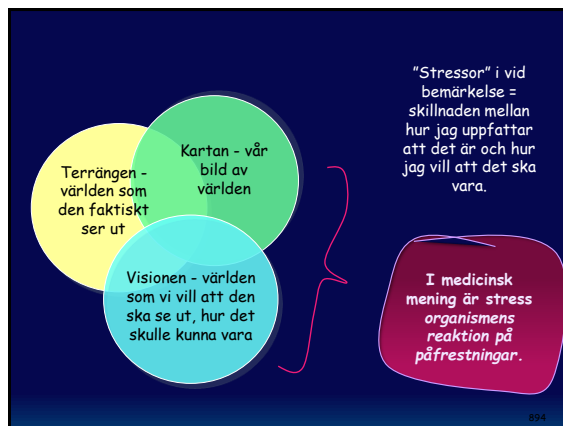 Terrängen -
världen som
den faktiskt
ser ut
Kartan - vår
bild av
världen
Visionen - världen
som vi vill att den
ska se ut, hur det
skulle kunna vara
”Stressor” i vid
bemärkelse =
skillnaden mellan
hur jag uppfattar
att det är och hur
jag vill att det ska
vara.
I medicinsk
mening är stress
organismens
reaktion på
påfrestningar.
894